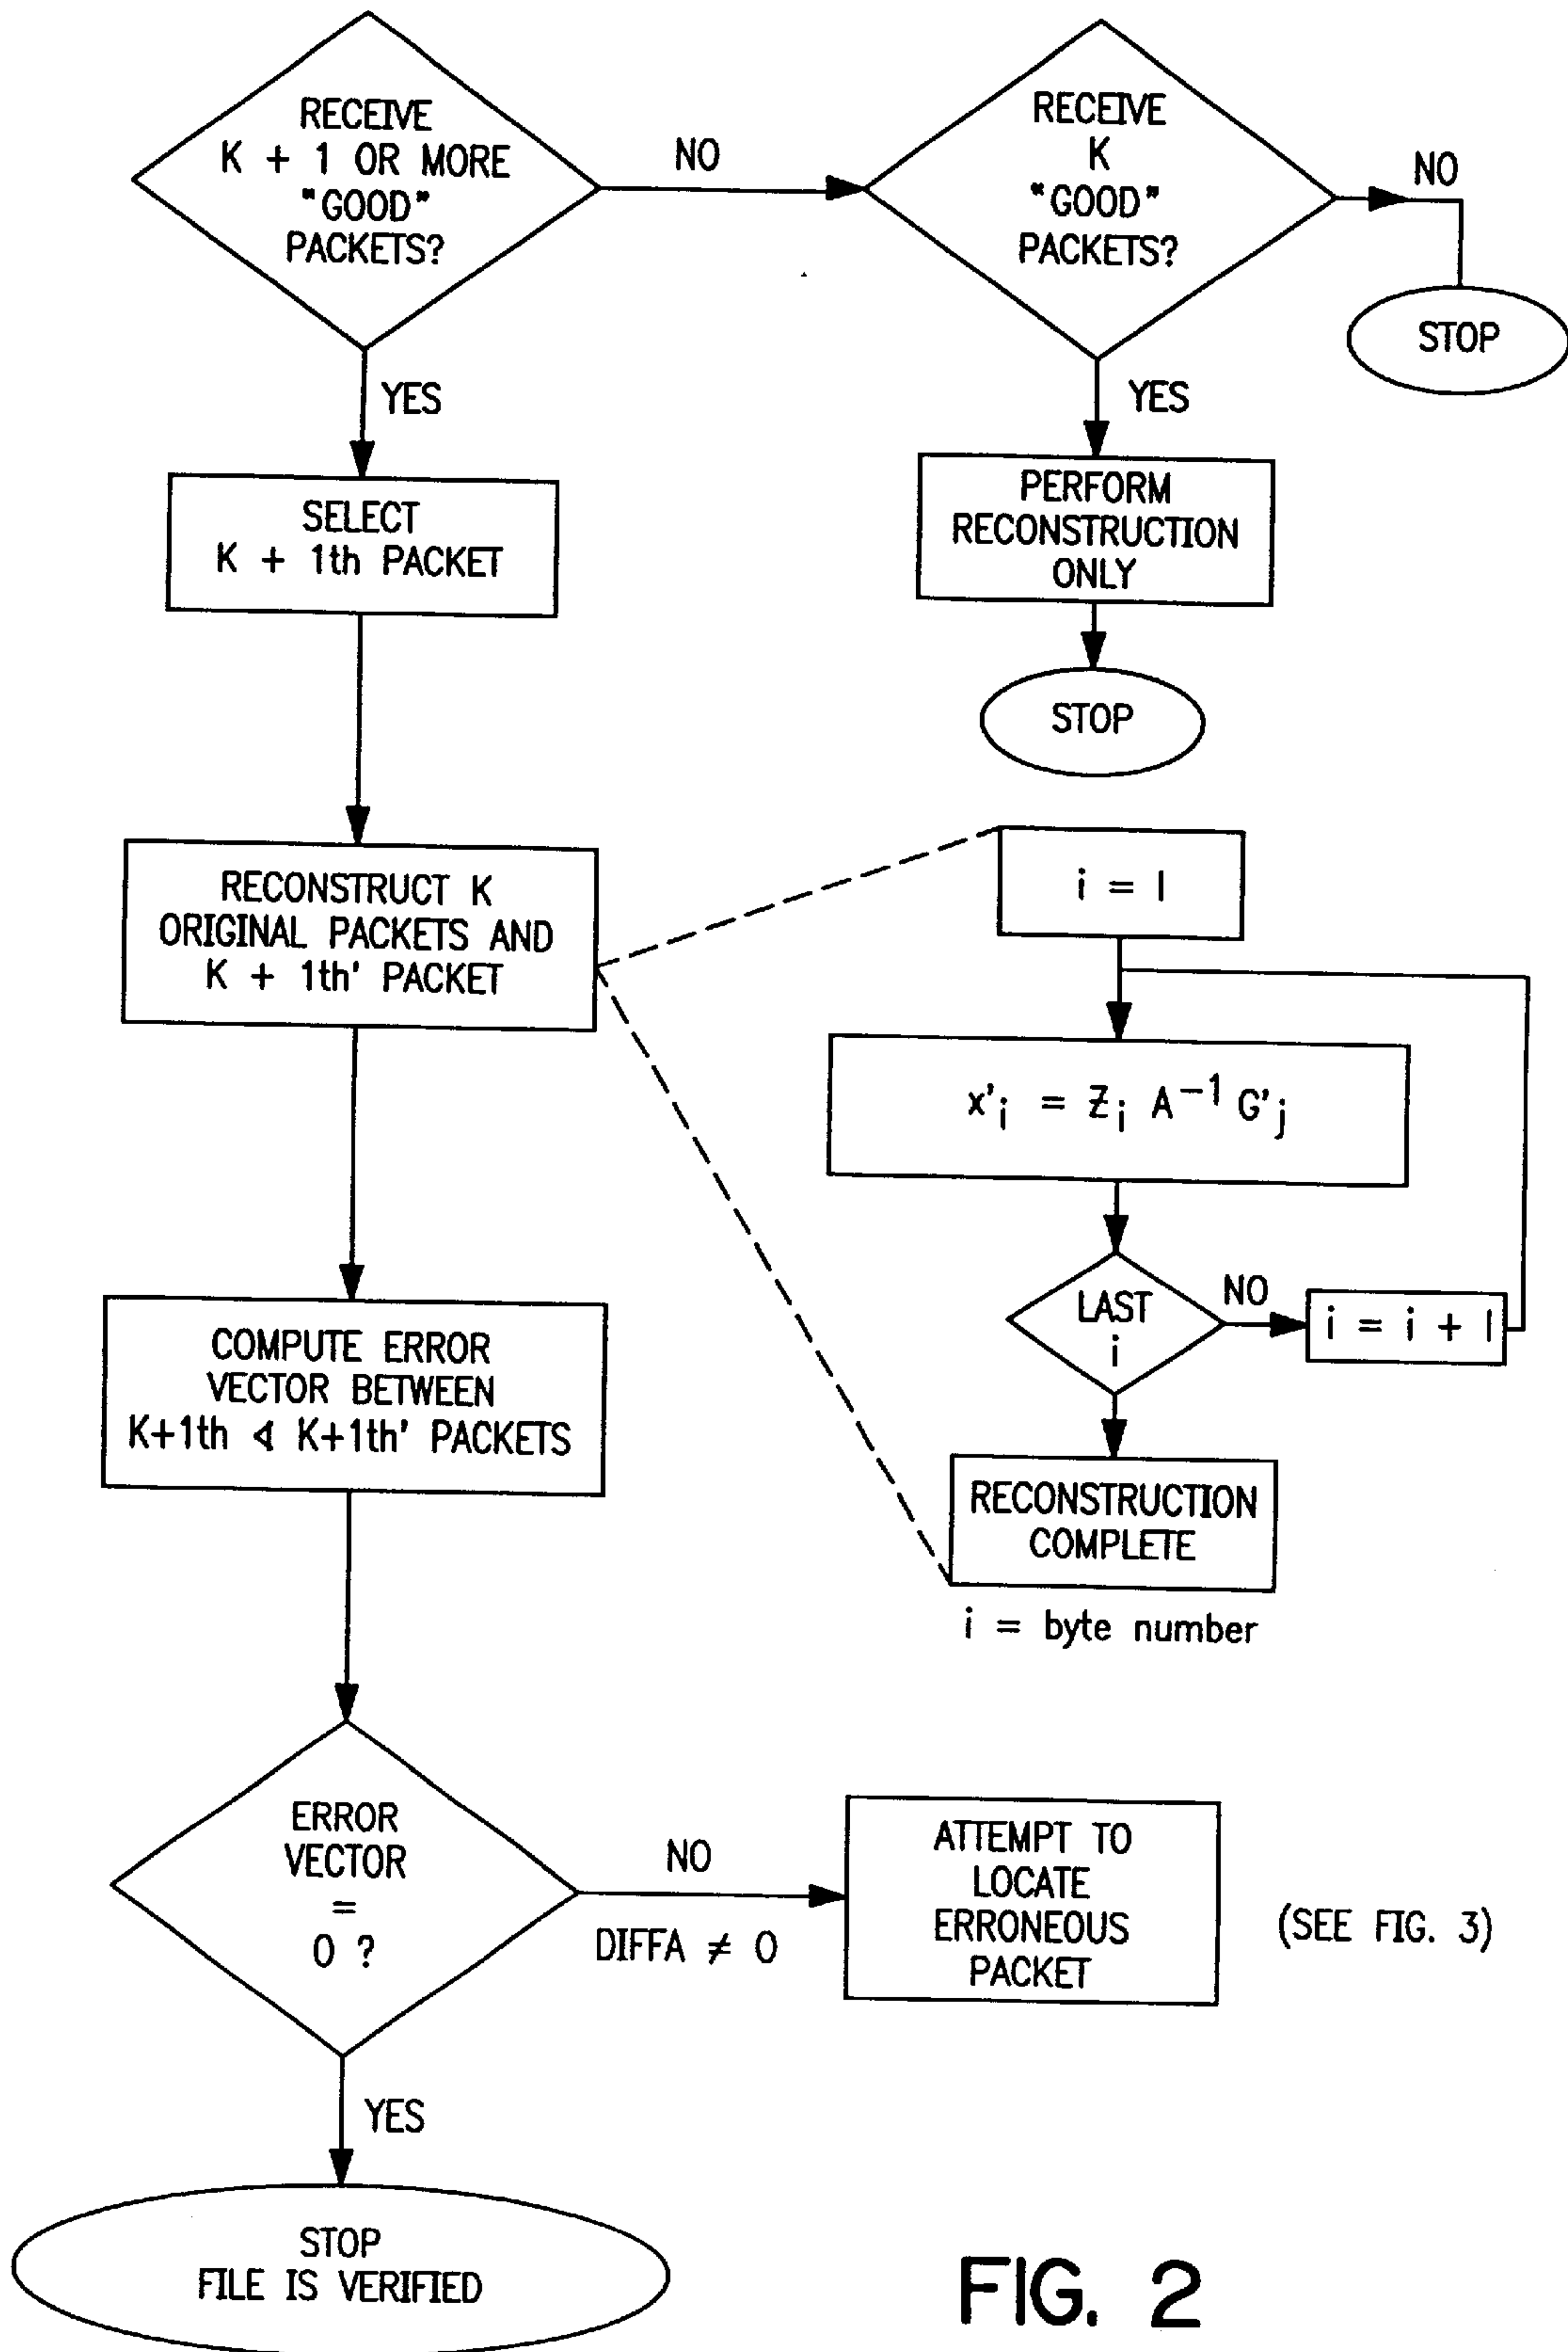 RECEIVE
K + 1 OR MORE
"GOOD"
PACKETS?
NO
RECEIVE
K
"GOOD"
PACKETS?
NO
STOP
YES
YES
SELECT
K + 1th PACKET
PERFORM
RECONSTRUCTION
ONLY
STOP
RECONSTRUCT K
ORIGINAL PACKETS AND
K + 1th' PACKET
i = 1
x'i = Zi A⁻¹ G'j
LAST
i
NO
i = i + 1
RECONSTRUCTION
COMPLETE
i = byte number
COMPUTE ERROR
VECTOR BETWEEN
K+1th ∢ K+1th' PACKETS
ERROR
VECTOR
=
0 ?
NO
DIFFA ≠ 0
ATTEMPT TO
LOCATE
ERRONEOUS
PACKET
(SEE FIG. 3)
YES
STOP
FILE IS VERIFIED
FIG. 2